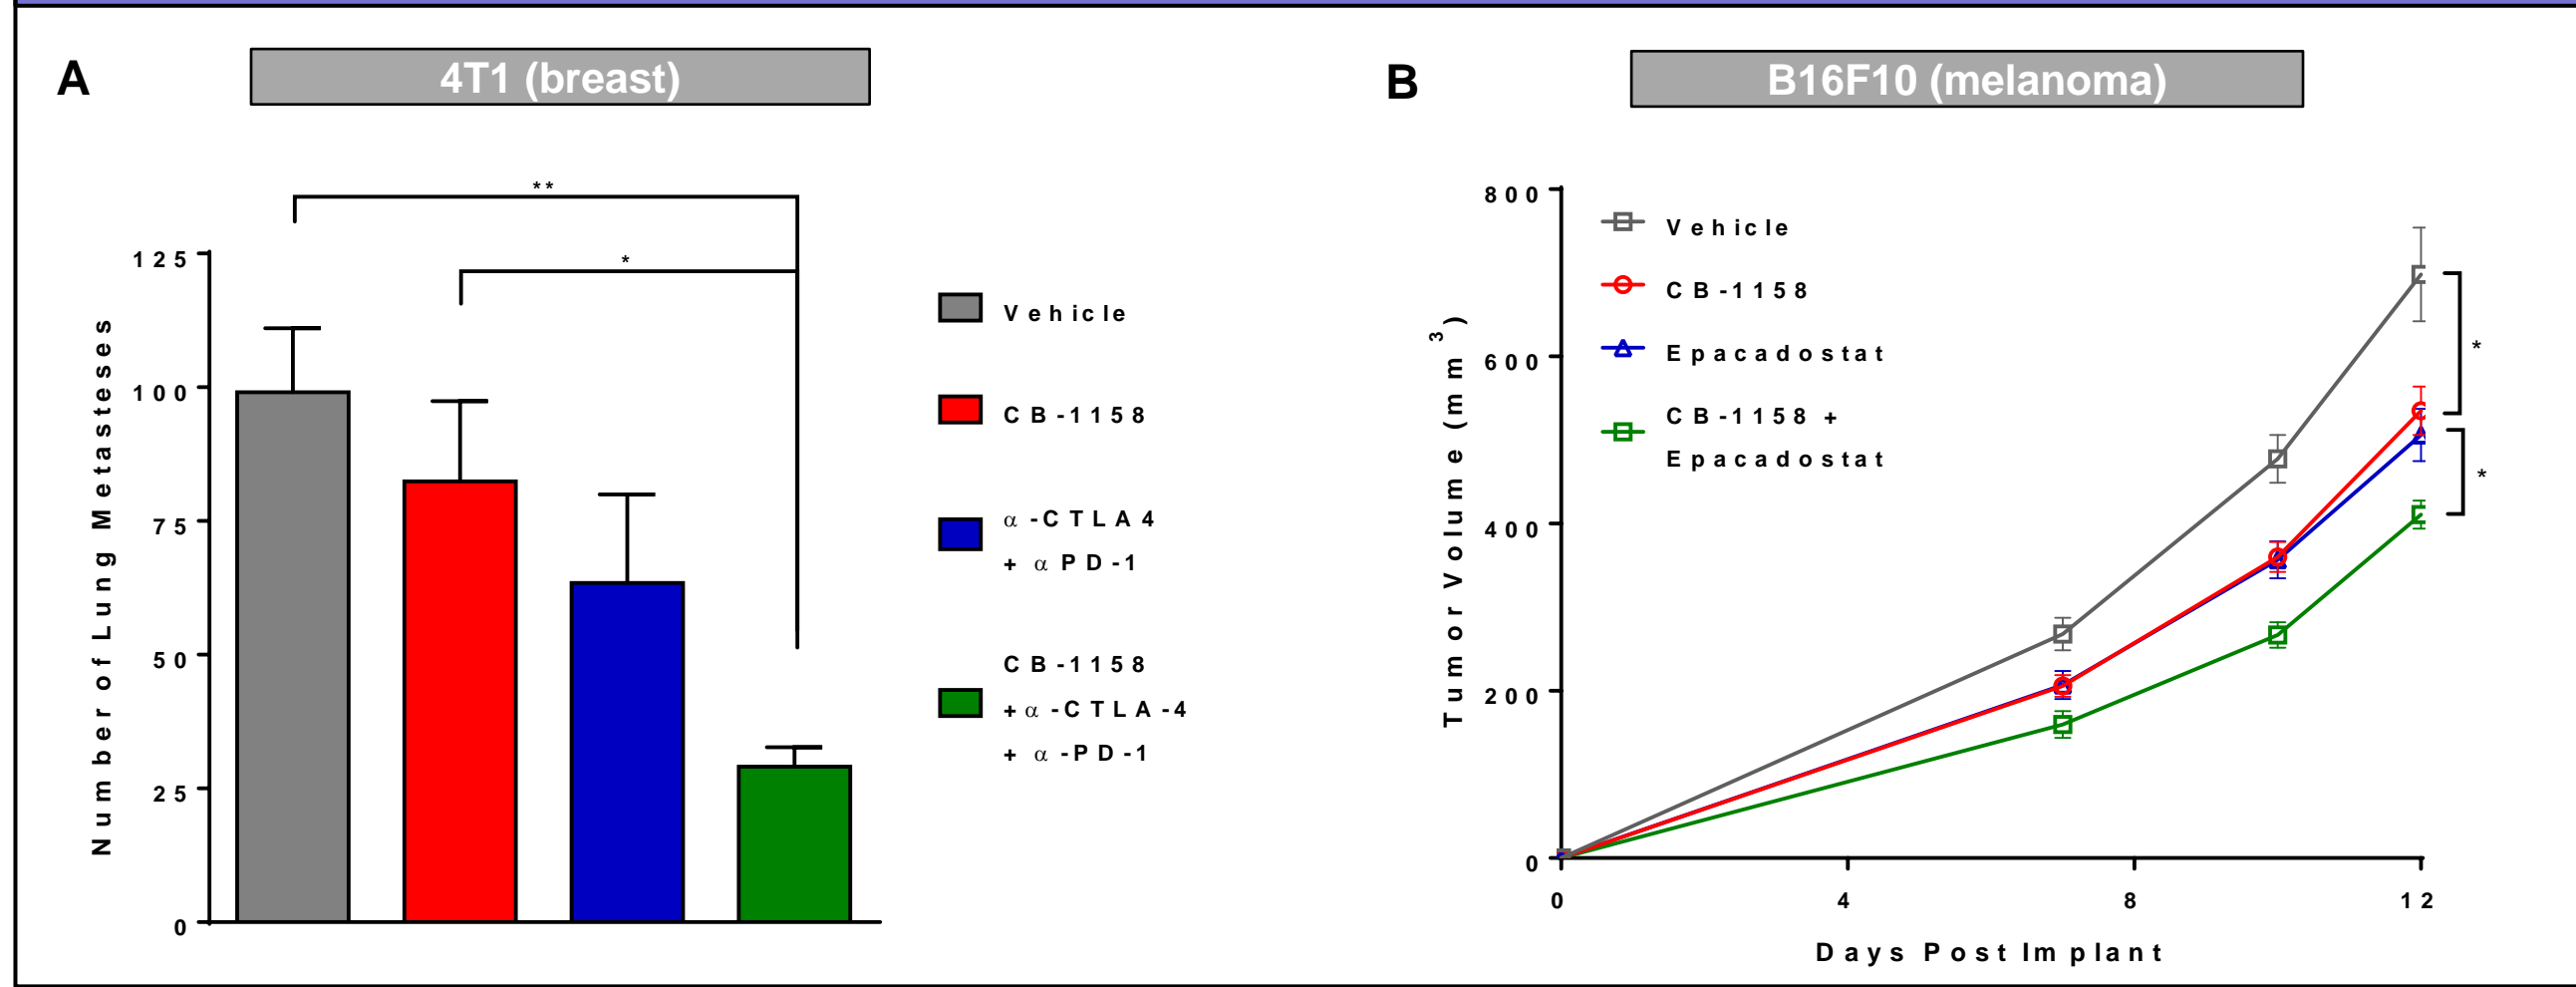 A
4T1 (breast)
**
*
125
100
75
50
25
0
Number of Lung Metasteses
Vehicle
CB-1158
α-CTLA4
+ α PD-1
CB-1158
+α-CTLA-4
+ α-PD-1
B
B16F10 (melanoma)
800
600
400
200
0
Tumor Volume (mm³)
Vehicle
CB-1158
Epacadostat
CB-1158 +
Epacadostat
*
*
0 4 8 12
Days Post Implant